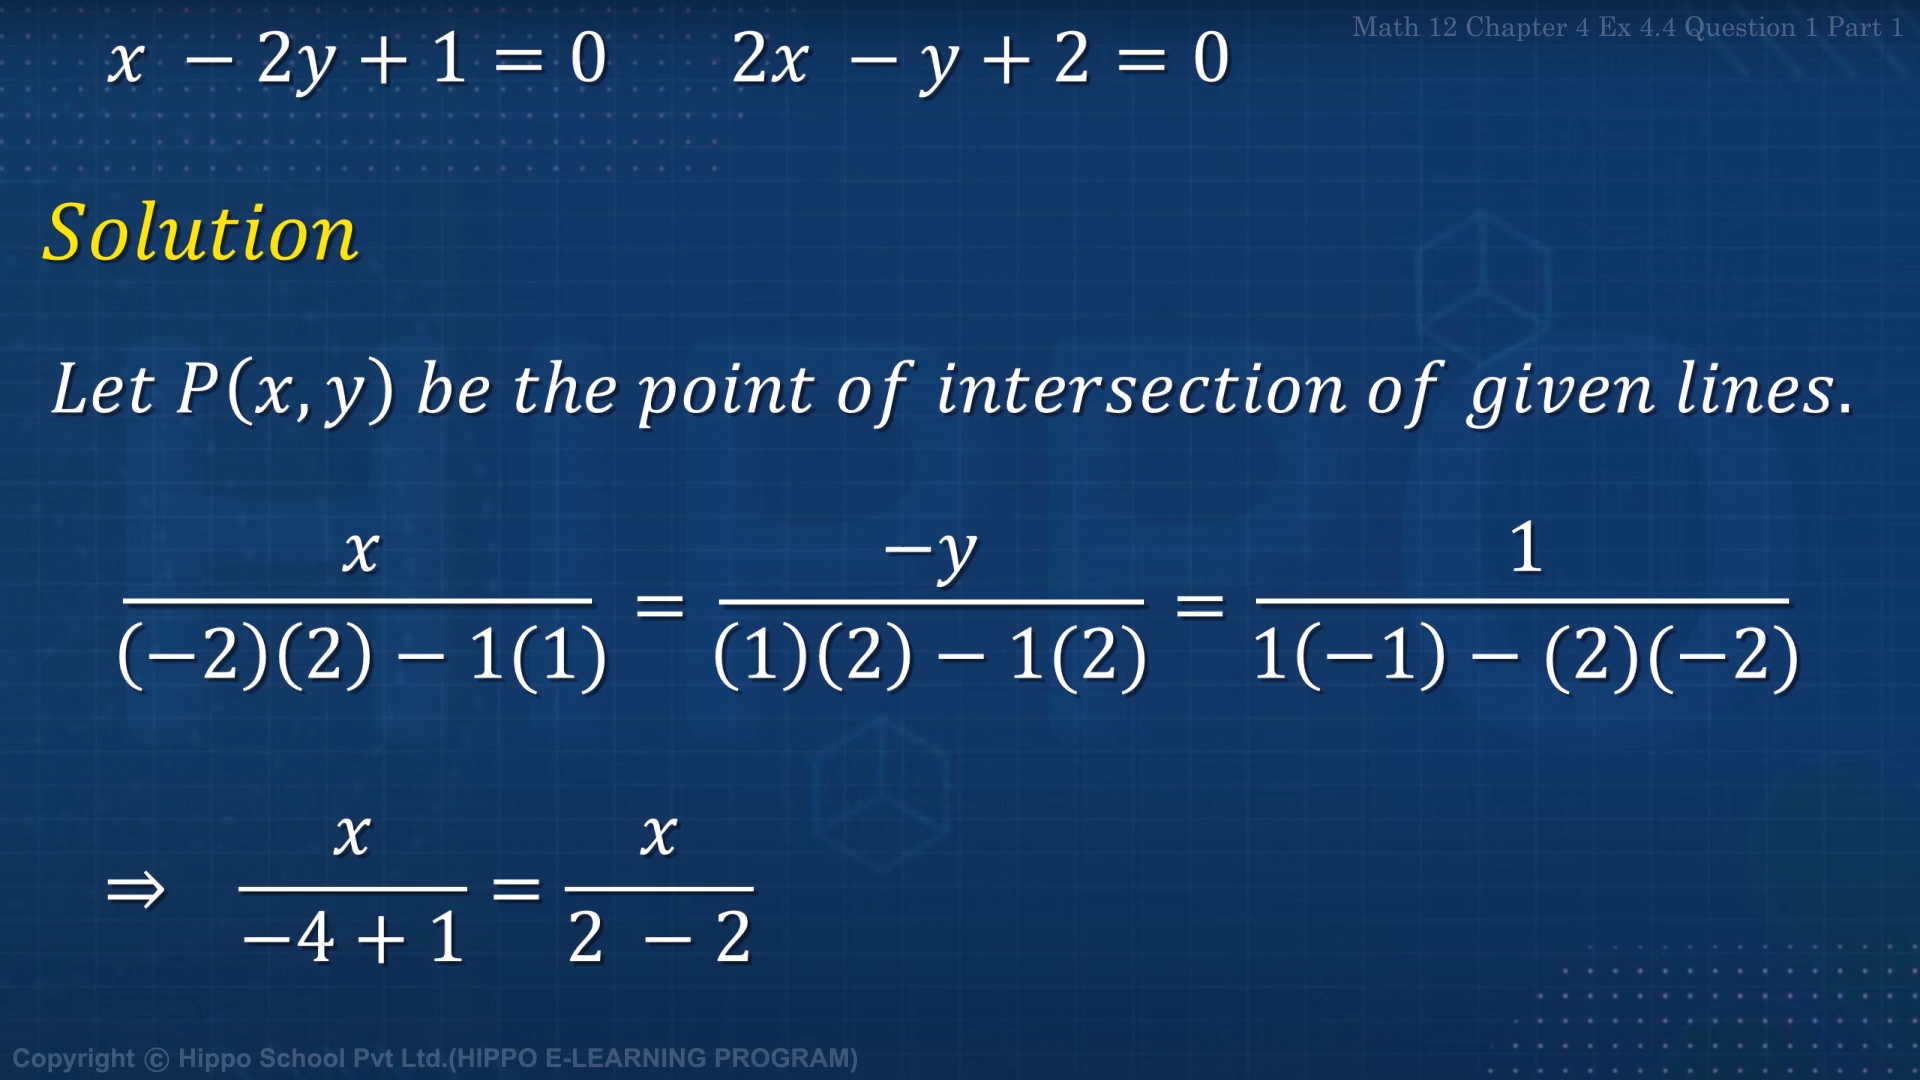 Math 12 Chapter 4 Ex 4.4 Question 1 Part 1
x − 2y + 1 = 0 2x − y + 2 = 0
Solution
Let P(x, y) be the point of intersection of given lines.
x/((−2)(2) − 1(1)) = −y/((1)(2) − 1(2)) = 1/(1(−1) − (2)(−2))
⇒ x/(−4 + 1) = x/(2 − 2)
Copyright © Hippo School Pvt Ltd.(HIPPO E-LEARNING PROGRAM)
HIPPO